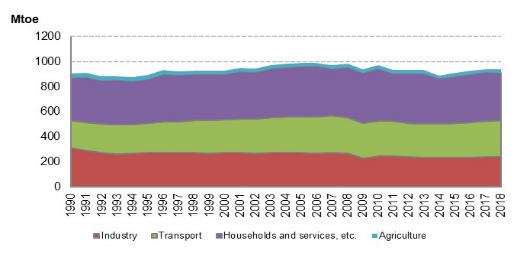 Mtoe
1200
1000
800
600
400
200
0
1990 1991 1992 1993 1994 1995 1996 1997 1998 1999 2000 2001 2002 2003 2004 2005 2006 2007 2008 2009 2010 2011 2012 2013 2014 2015 2016 2017 2018
Industry Transport Households and services, etc. Agriculture